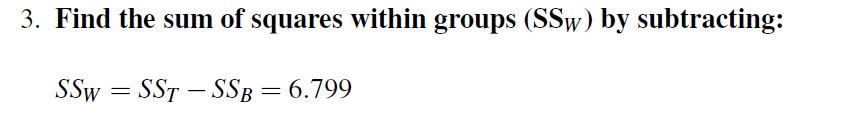 3. Find the sum of squares within groups (SSW) by subtracting:
SSW = SST – SSB = 6.799